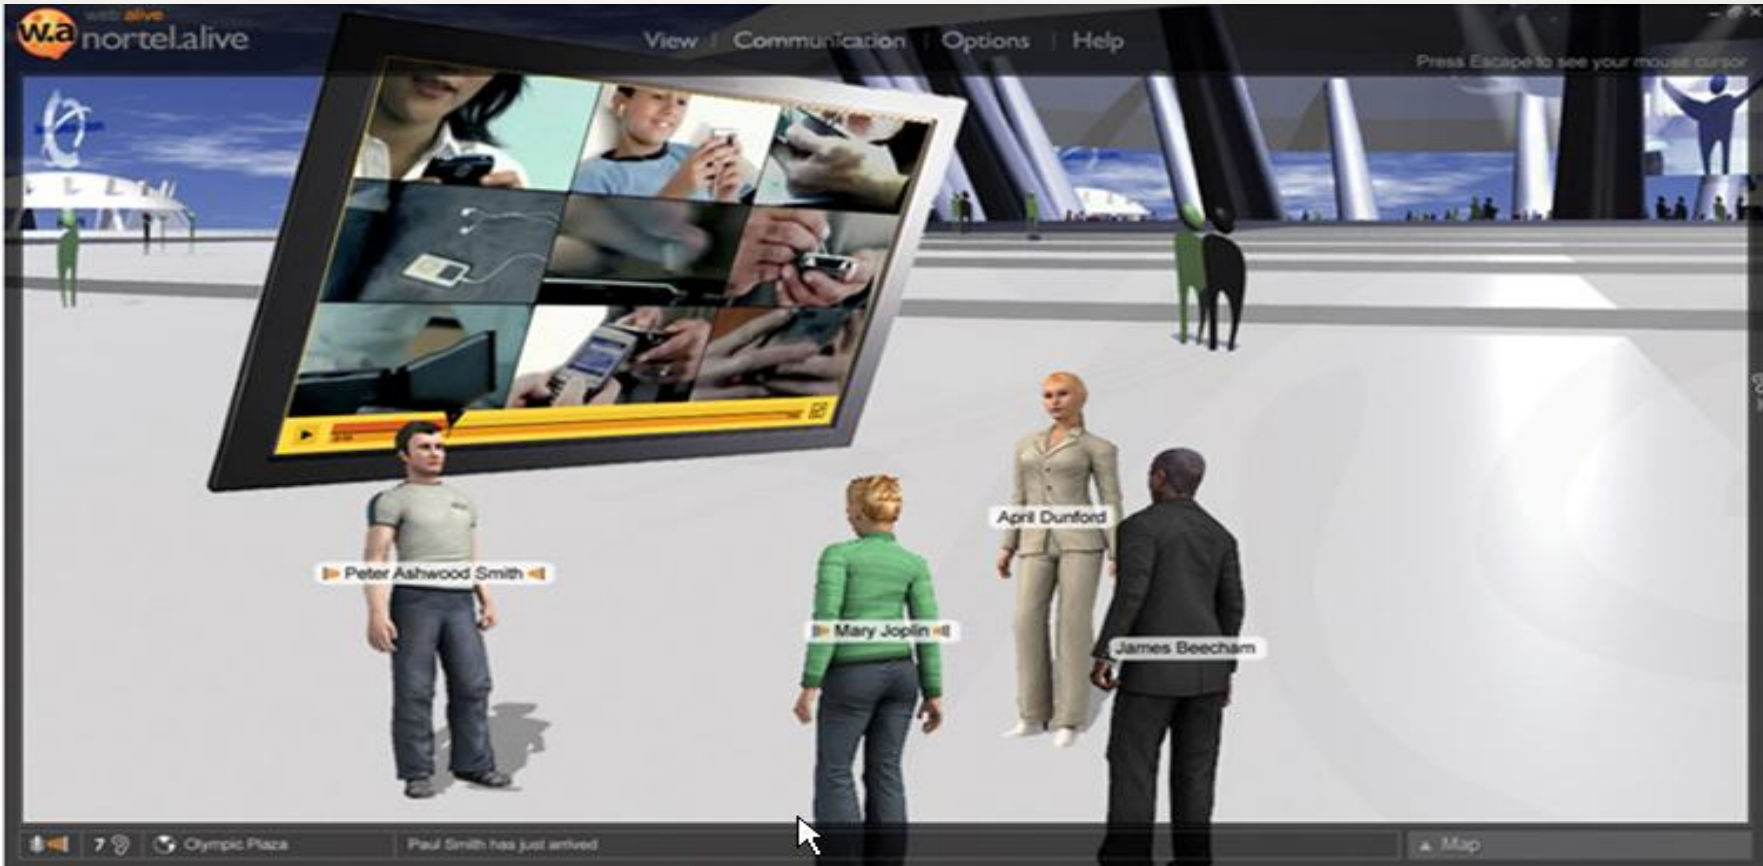 w.a
web.alive
nortel.alive
View | Communication | Options | Help
Press Escape to see your mouse cursor
April Dunford
Peter Ashwood Smith
Mary Joplin
James Beecham
7
Olympic Plaza
Paul Smith has just arrived
Map